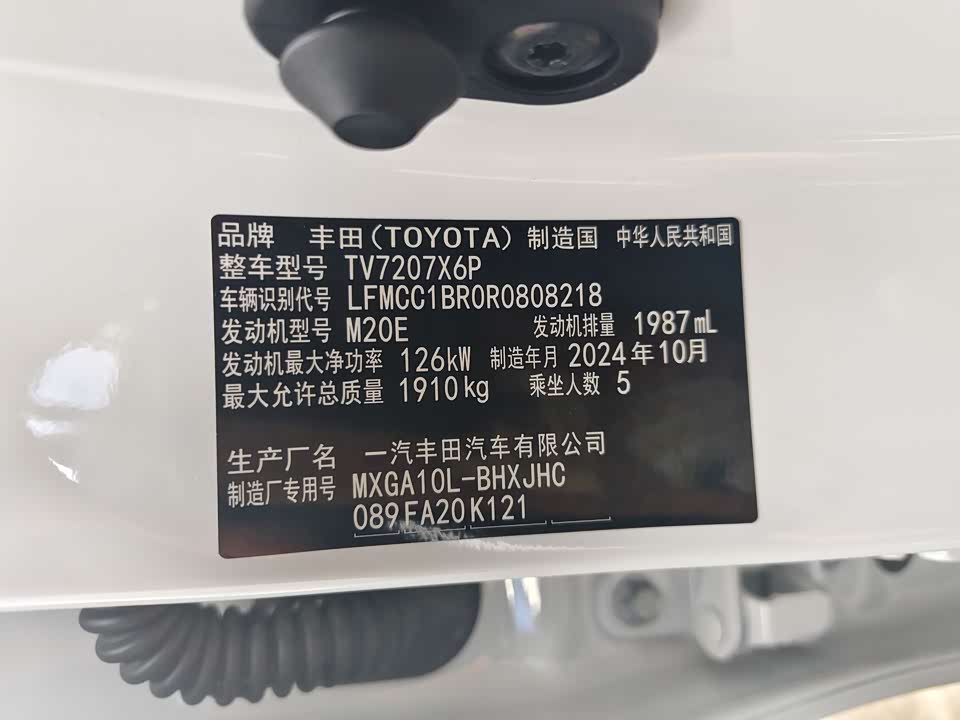 品牌 丰田(TOYOTA) 制造国 中华人民共和国
整车型号 TV7207X6P
车辆识别代号 LFMCC1BR0R0808218
发动机型号 M20E 发动机排量 1987mL
发动机最大净功率 126kW 制造年月 2024年10月
最大允许总质量 1910kg 乘坐人数 5
生产厂名 一汽丰田汽车有限公司
制造厂专用号 MXGA10L-BHXJHC
089 FA20 K121